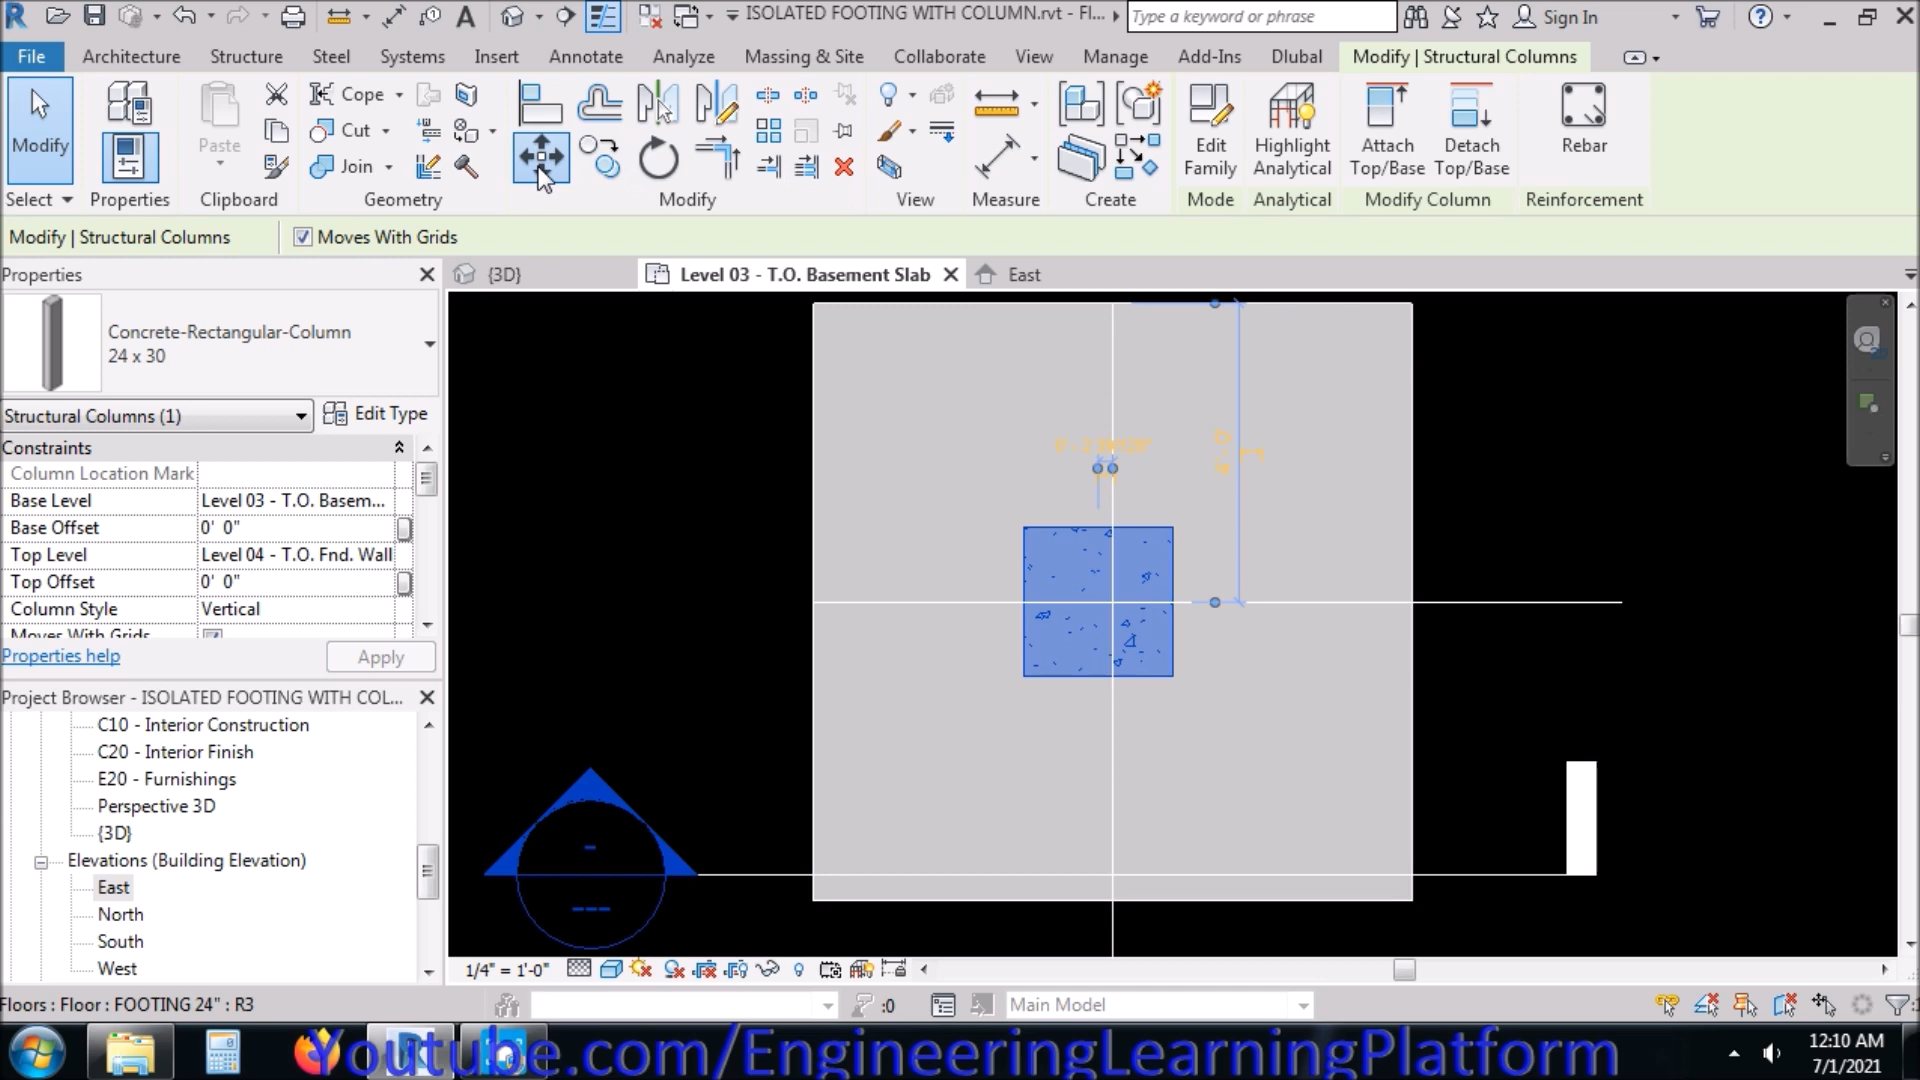 ISOLATED FOOTING WITH COLUMN.rvt - Fl...
Type a keyword or phrase
Sign In
File
Architecture
Structure
Steel
Systems
Insert
Annotate
Analyze
Massing & Site
Collaborate
View
Manage
Add-Ins
Dlubal
Modify | Structural Columns
Modify
Paste
Cope
Cut
Join
Edit
Family
Highlight
Analytical
Attach
Top/Base
Detach
Top/Base
Rebar
Select
Properties
Clipboard
Geometry
Modify
View
Measure
Create
Mode
Analytical
Modify Column
Reinforcement
Modify | Structural Columns
Moves With Grids
Properties
{3D}
Level 03 - T.O. Basement Slab
East
Concrete-Rectangular-Column
24 x 30
Structural Columns (1)
Edit Type
Constraints
Column Location Mark
Base Level
Level 03 - T.O. Basem...
Base Offset
0' 0"
Top Level
Level 04 - T.O. Fnd. Wall
Top Offset
0' 0"
Column Style
Vertical
Moves With Grids
Properties help
Apply
Project Browser - ISOLATED FOOTING WITH COL...
C10 - Interior Construction
C20 - Interior Finish
E20 - Furnishings
Perspective 3D
{3D}
Elevations (Building Elevation)
East
North
South
West
1/4" = 1'-0"
Floors : Floor : FOOTING 24" : R3
:0
Main Model
Youtube.com/EngineeringLearningPlatform
12:10 AM
7/1/2021